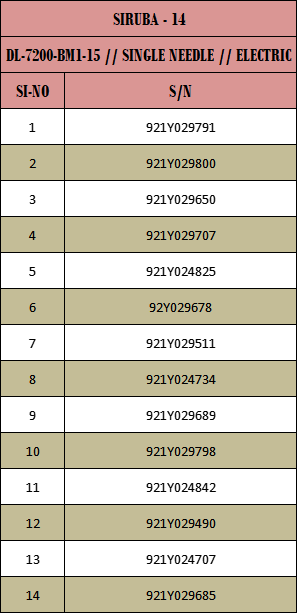 SIRUBA - 14
DL-7200-BM1-15 // SINGLE NEEDLE // ELECTRIC
SI-NO S/N
1 921Y029791
2 921Y029800
3 921Y029650
4 921Y029707
5 921Y024825
6 92Y029678
7 921Y029511
8 921Y024734
9 921Y029689
10 921Y029798
11 921Y024842
12 921Y029490
13 921Y024707
14 921Y029685